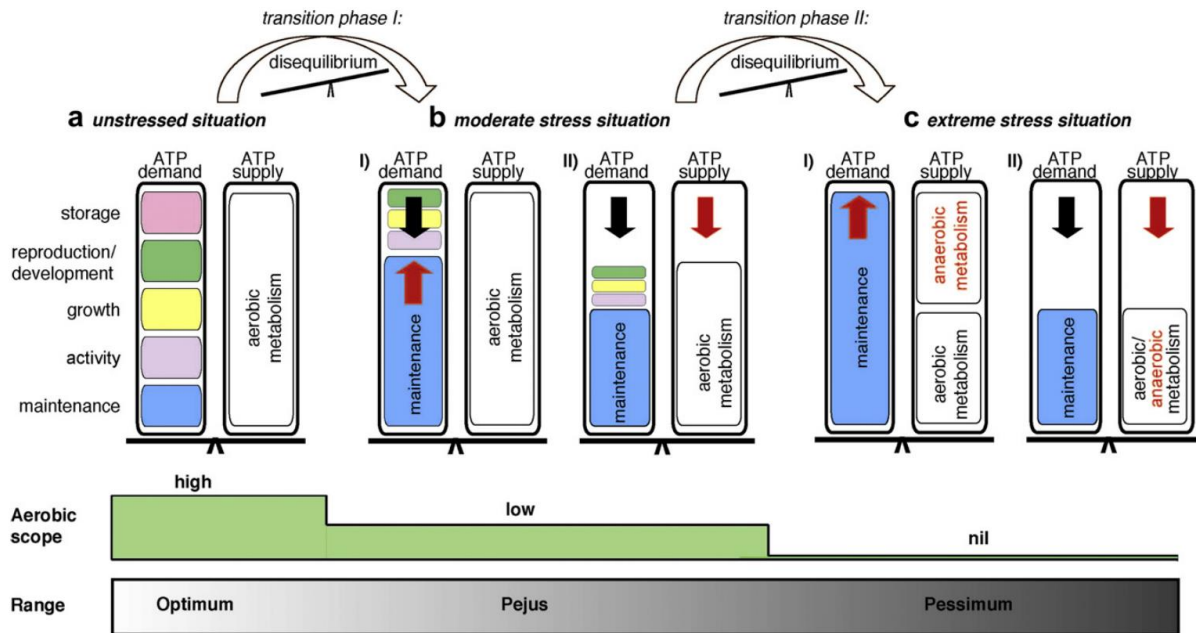 transition phase I:
disequilibrium
transition phase II:
disequilibrium
a unstressed situation
b moderate stress situation
c extreme stress situation
ATP
demand
ATP
supply
storage
reproduction/
development
growth
activity
maintenance
aerobic
metabolism
I)
ATP
demand
ATP
supply
maintenance
aerobic
metabolism
II)
ATP
demand
ATP
supply
maintenance
aerobic
metabolism
I)
ATP
demand
ATP
supply
maintenance
anaerobic
metabolism
aerobic
metabolism
II)
ATP
demand
ATP
supply
maintenance
aerobic/
anaerobic
metabolism
Aerobic
scope
high
low
nil
Range
Optimum
Pejus
Pessimum